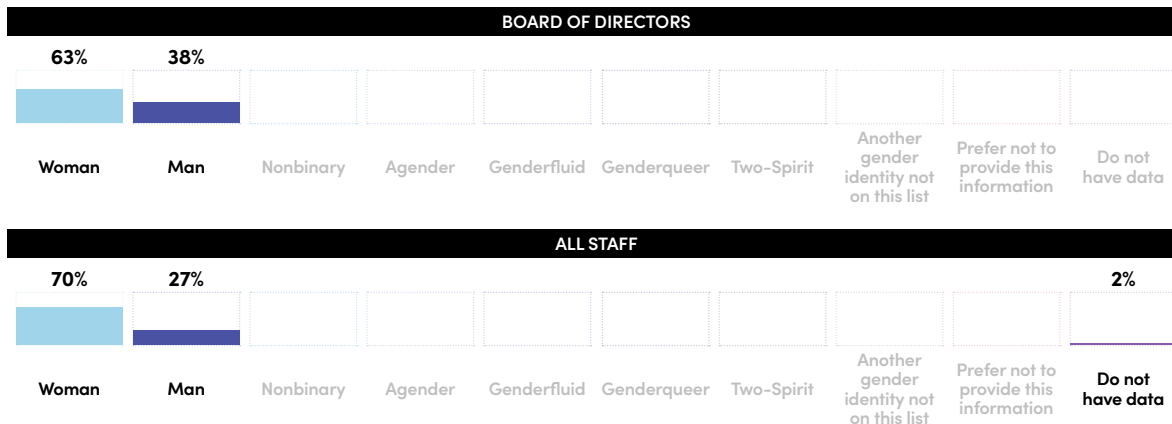 BOARD OF DIRECTORS
63% 38%
Woman Man Nonbinary Agender Genderfluid Genderqueer Two-Spirit Another gender identity not on this list Prefer not to provide this information Do not have data
ALL STAFF
70% 27% 2%
Woman Man Nonbinary Agender Genderfluid Genderqueer Two-Spirit Another gender identity not on this list Prefer not to provide this information Do not have data